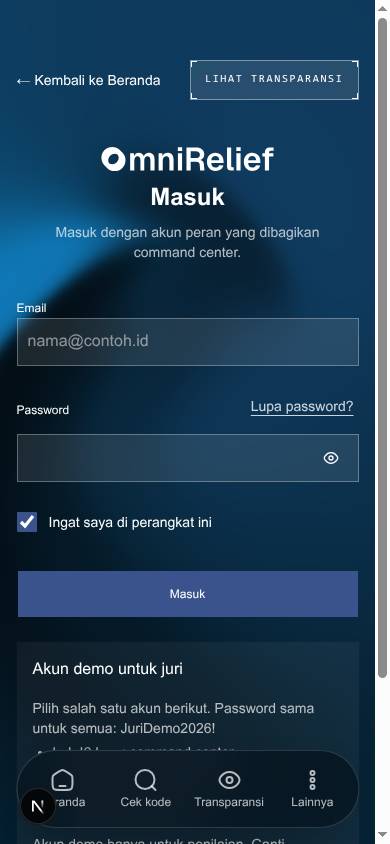 ← Kembali ke Beranda
LIHAT TRANSPARANSI
OmniRelief
Masuk
Masuk dengan akun peran yang dibagikan
command center.
Email
nama@contoh.id
Password
Lupa password?
Ingat saya di perangkat ini
Masuk
Akun demo untuk juri
Pilih salah satu akun berikut. Password sama
untuk semua: JuriDemo2026!
N
Cek kode
Transparansi
Lainnya